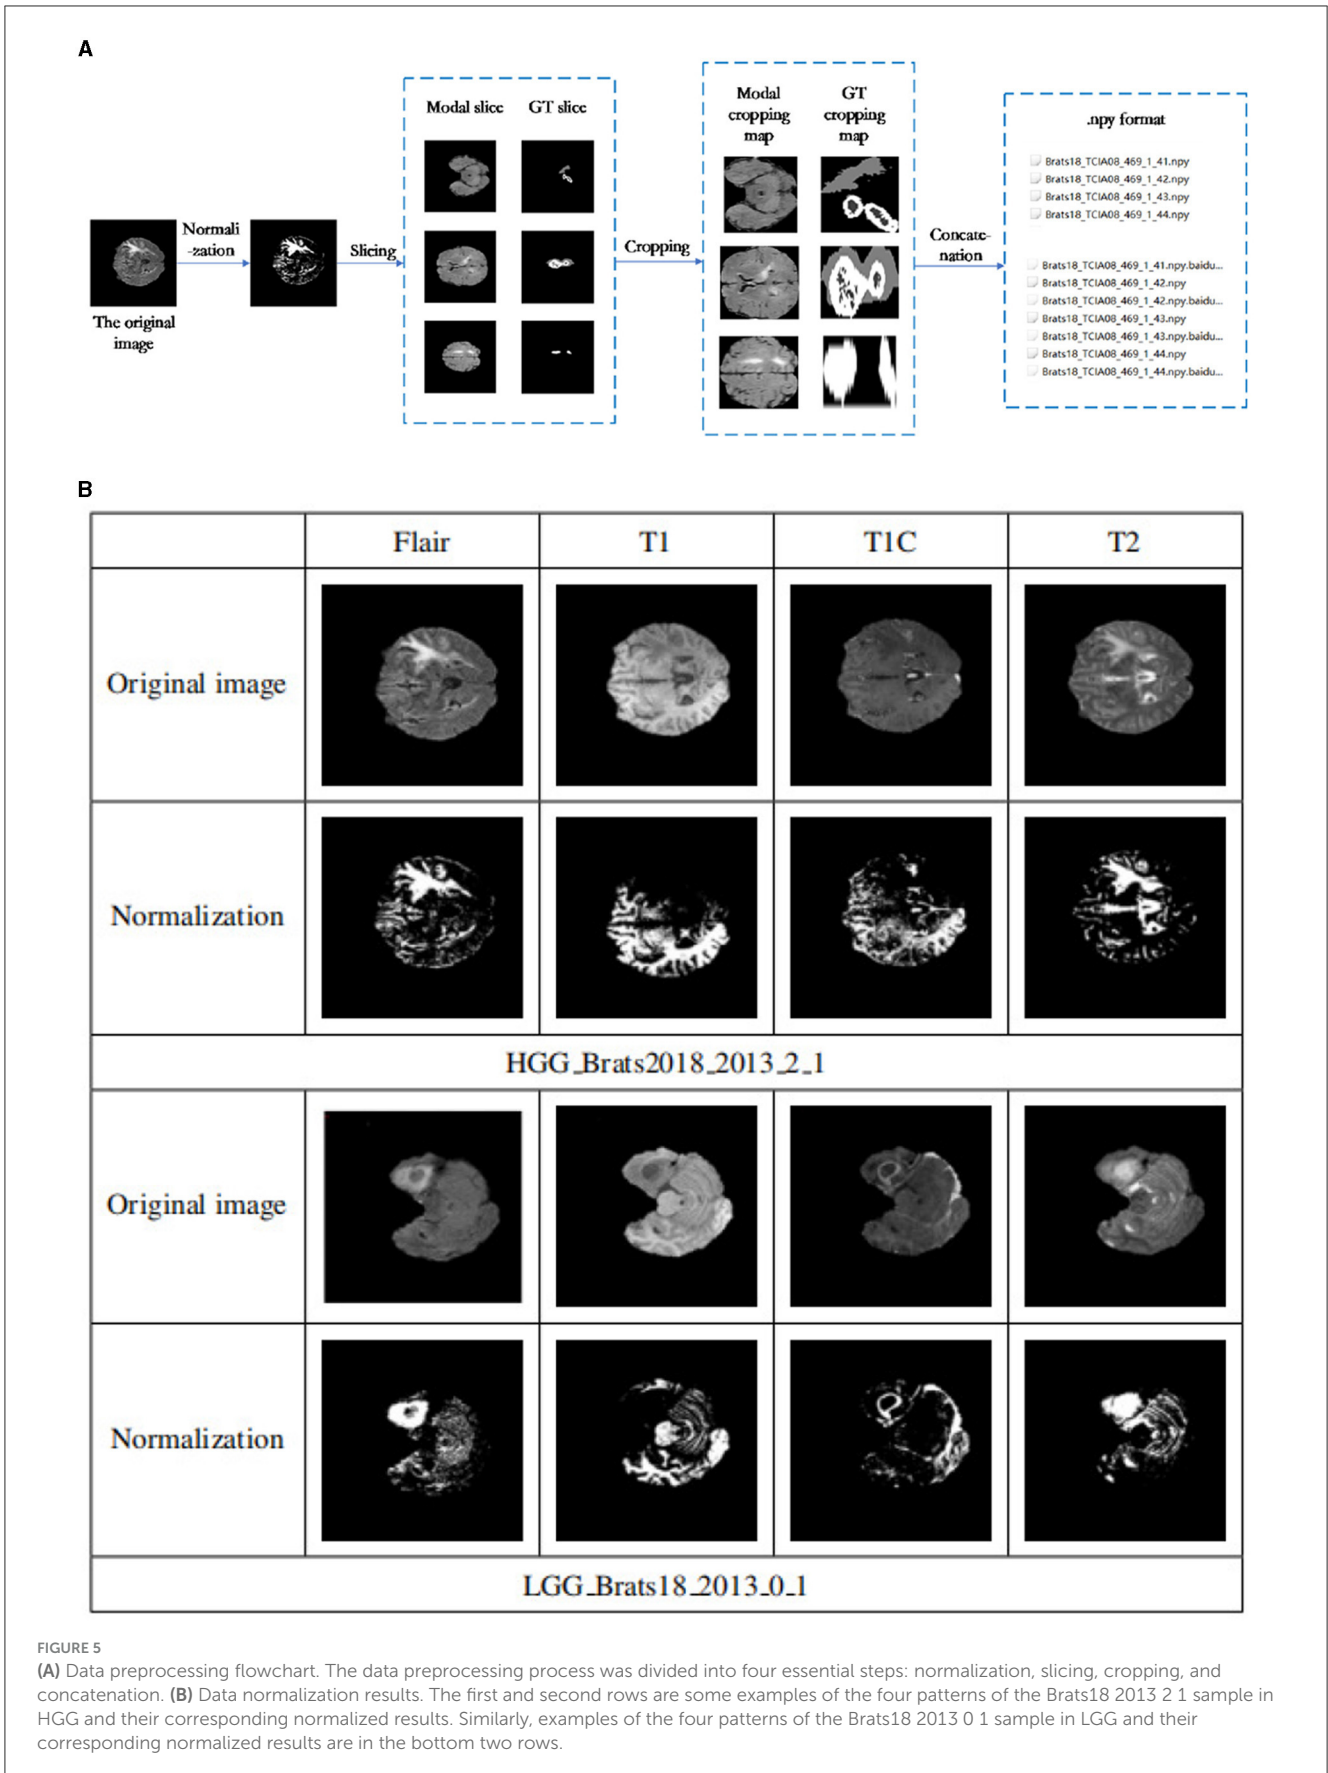 A
The original
image
Normali
-zation
Slicing
Modal slice
GT slice
Cropping
Modal
cropping
map
GT
cropping
map
Concate-
nation
.npy format
Brats18_TCIA08_469_1_41.npy
Brats18_TCIA08_469_1_42.npy
Brats18_TCIA08_469_1_43.npy
Brats18_TCIA08_469_1_44.npy
Brats18_TCIA08_469_1_41.npy.baidu...
Brats18_TCIA08_469_1_42.npy
Brats18_TCIA08_469_1_42.npy.baidu...
Brats18_TCIA08_469_1_43.npy
Brats18_TCIA08_469_1_43.npy.baidu...
Brats18_TCIA08_469_1_44.npy
Brats18_TCIA08_469_1_44.npy.baidu...
B
Flair T1 T1C T2
Original image
Normalization
HGG_Brats2018_2013_2_1
Original image
Normalization
LGG_Brats18_2013_0_1
FIGURE 5
(A) Data preprocessing flowchart. The data preprocessing process was divided into four essential steps: normalization, slicing, cropping, and
concatenation. (B) Data normalization results. The first and second rows are some examples of the four patterns of the Brats18 2013 2 1 sample in
HGG and their corresponding normalized results. Similarly, examples of the four patterns of the Brats18 2013 0 1 sample in LGG and their
corresponding normalized results are in the bottom two rows.